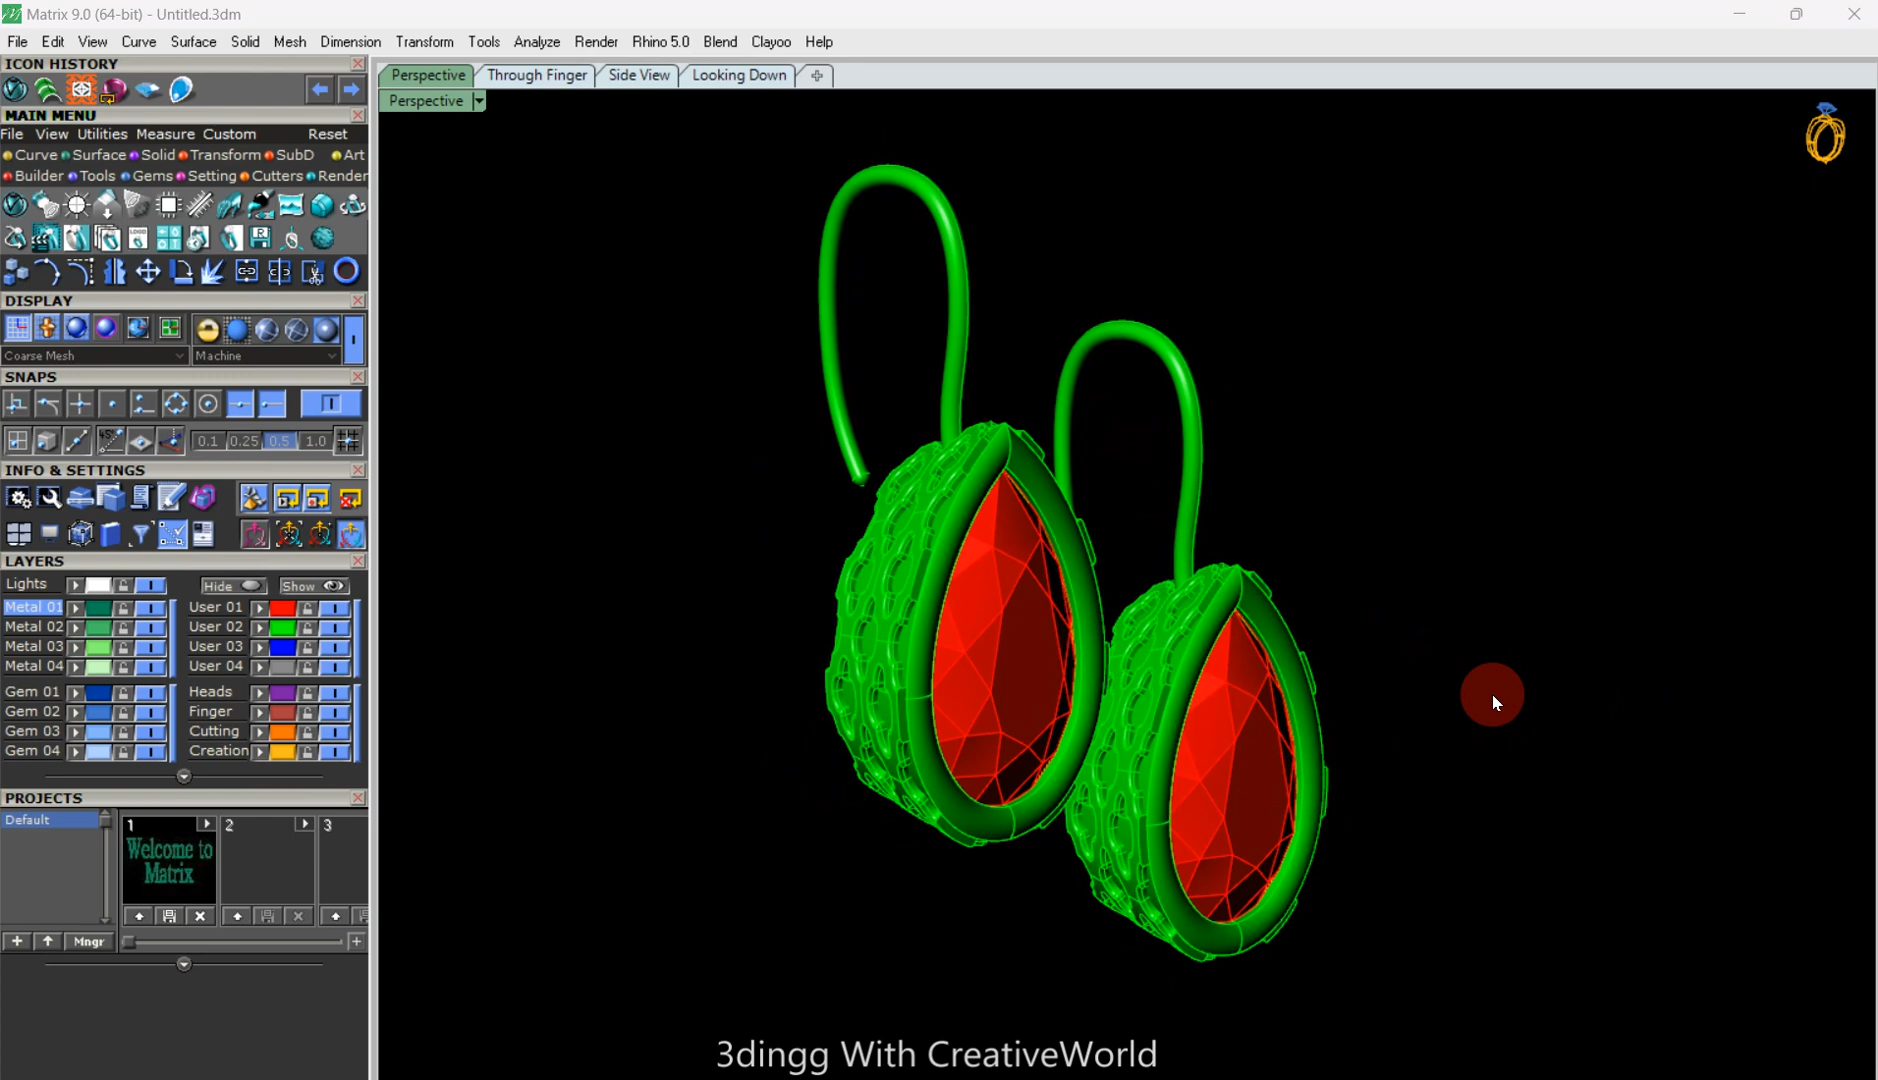 Matrix 9.0 (64-bit) - Untitled.3dm
File Edit View Curve Surface Solid Mesh Dimension Transform Tools Analyze Render Rhino 5.0 Blend Clayoo Help
ICON HISTORY
MAIN MENU
File View Utilities Measure Custom Reset
Curve Surface Solid Transform SubD Art
Builder Tools Gems Setting Cutters Render
DISPLAY
Coarse Mesh Machine
SNAPS
45°
0.1 0.25 0.5 1.0
INFO & SETTINGS
LAYERS
Lights Hide Show
Metal 01 User 01
Metal 02 User 02
Metal 03 User 03
Metal 04 User 04
Gem 01 Heads
Gem 02 Finger
Gem 03 Cutting
Gem 04 Creation
PROJECTS
Default
1 2 3
Welcome to
Matrix
Mngr
Perspective Through Finger Side View Looking Down
Perspective
3dingg With CreativeWorld